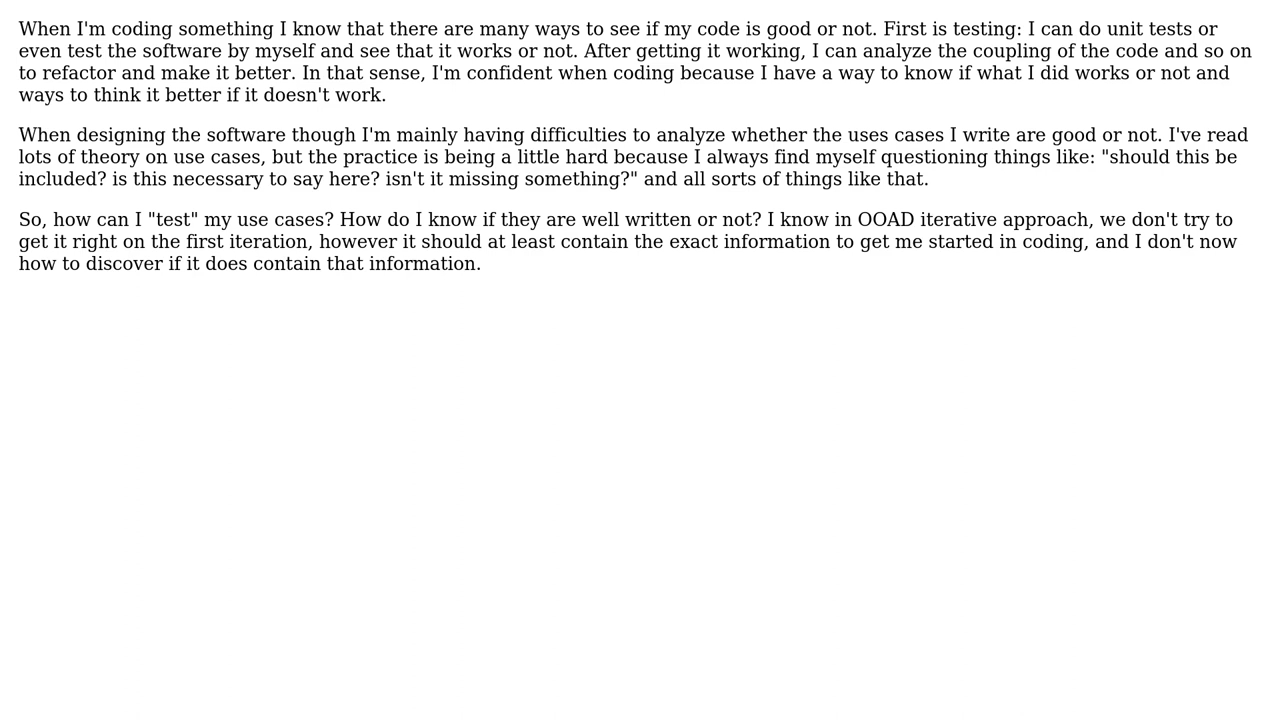 When I'm coding something I know that there are many ways to see if my code is good or not. First is testing: I can do unit tests or
even test the software by myself and see that it works or not. After getting it working, I can analyze the coupling of the code and so on
to refactor and make it better. In that sense, I'm confident when coding because I have a way to know if what I did works or not and
ways to think it better if it doesn't work.
When designing the software though I'm mainly having difficulties to analyze whether the uses cases I write are good or not. I've read
lots of theory on use cases, but the practice is being a little hard because I always find myself questioning things like: "should this be
included? is this necessary to say here? isn't it missing something?" and all sorts of things like that.
So, how can I "test" my use cases? How do I know if they are well written or not? I know in OOAD iterative approach, we don't try to
get it right on the first iteration, however it should at least contain the exact information to get me started in coding, and I don't now
how to discover if it does contain that information.